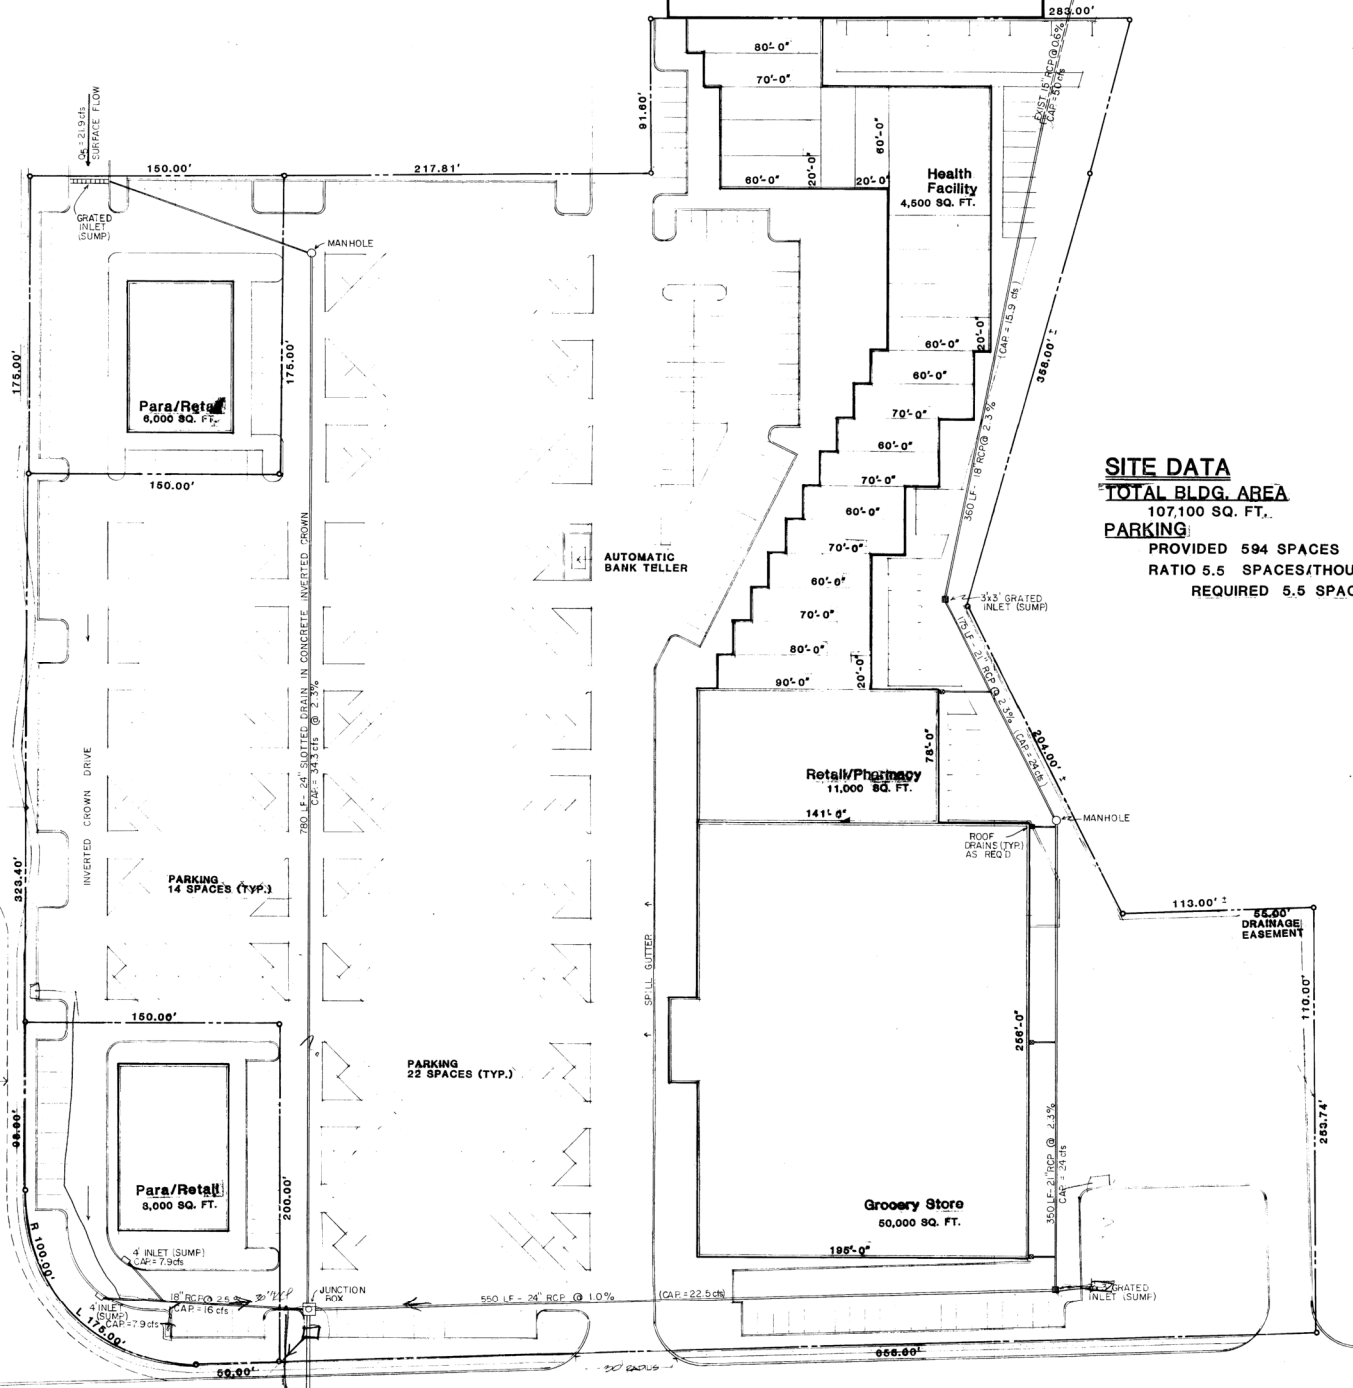 283.00'
80'-0"
70'-0"
EXIST. 15" RCP @ 0.6%
CAP. = 5.0 cfs
91.60'
Q5 = 21.9 cfs
SURFACE FLOW
150.00'
217.81'
60'-0"
20'-0"
60'-0"
20'-0"
Health
Facility
4,500 SQ. FT.
GRATED
INLET
(SUMP)
MANHOLE
175.00'
175.00'
Para/Retail
6,000 SQ. FT.
150.00'
60'-0"
20'-0"
60'-0"
70'-0"
60'-0"
70'-0"
60'-0"
70'-0"
60'-0"
70'-0"
80'-0"
90'-0"
20'-0"
(CAP. = 15.9 cfs)
360 LF - 18" RCP @ 2.3%
358.00' ±
SITE DATA
TOTAL BLDG. AREA
107,100 SQ. FT.
PARKING
PROVIDED 594 SPACES
RATIO 5.5 SPACES/THOU
REQUIRED 5.5 SPAC
AUTOMATIC
BANK TELLER
3'x3' GRATED
INLET (SUMP)
175 LF - 21" RCP @ 2.3% (CAP. = 24 cfs)
204.00' ±
780 LF - 24" SLOTTED DRAIN IN CONCRETE INVERTED CROWN
CAP. = 34.3 cfs @ 2.3%
INVERTED CROWN DRIVE
78'-0"
Retail/Pharmacy
11,000 SQ. FT.
141'-0"
MANHOLE
ROOF
DRAINS (TYP.)
AS REQ'D
323.40'
PARKING
14 SPACES (TYP.)
SPILL GUTTER
113.00' ±
55.00'
DRAINAGE
EASEMENT
110.00'
150.00'
256'-0"
PARKING
22 SPACES (TYP.)
98.00'
253.74'
350 LF - 21" RCP @ 2.3%
CAP. = 24 cfs
Para/Retail
8,000 SQ. FT.
200.00'
Grocery Store
50,000 SQ. FT.
195'-0"
R 100.00'
L 175.00'
4' INLET (SUMP)
CAP. = 7.9 cfs
18" RCP @ 2.5
CAP. = 16 cfs
4' INLET
(SUMP)
CAP. = 7.9 cfs
JUNCTION
BOX
550 LF - 24" RCP @ 1.0%
(CAP. = 22.5 cfs)
GRATED
INLET (SUMP)
50.00'
30' RADIUS
656.00'